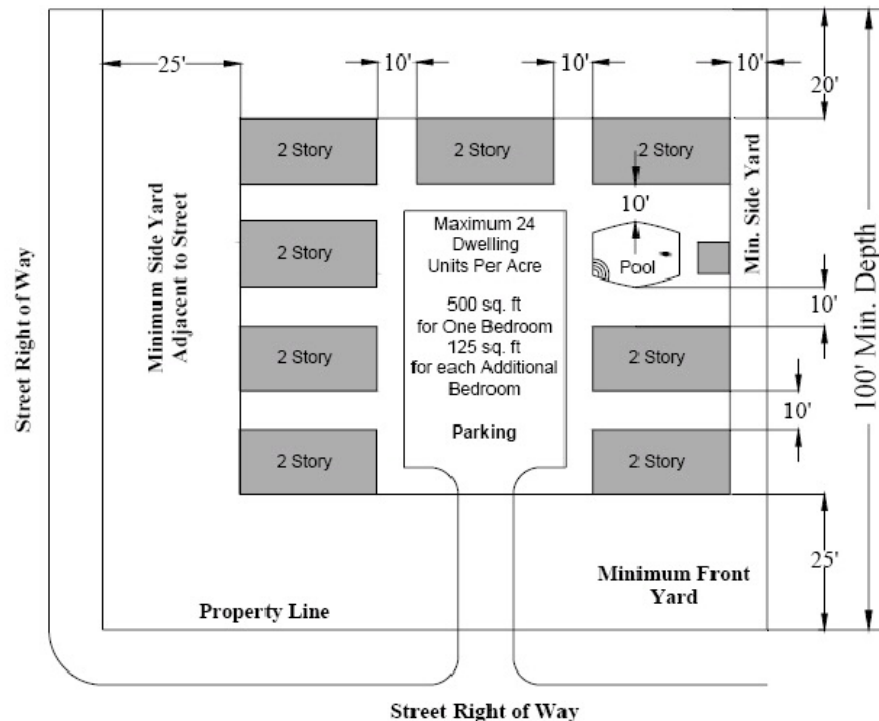 25'
10'
10'
10'
20'
2 Story
2 Story
2 Story
10'
Maximum 24
Dwelling
Units Per Acre
500 sq. ft
for One Bedroom
125 sq. ft
for each Additional
Bedroom
Parking
2 Story
Pool
Min. Side Yard
Minimum Side Yard
Adjacent to Street
Street Right of Way
100' Min. Depth
10'
2 Story
2 Story
10'
2 Story
2 Story
25'
Minimum Front
Yard
Property Line
Street Right of Way